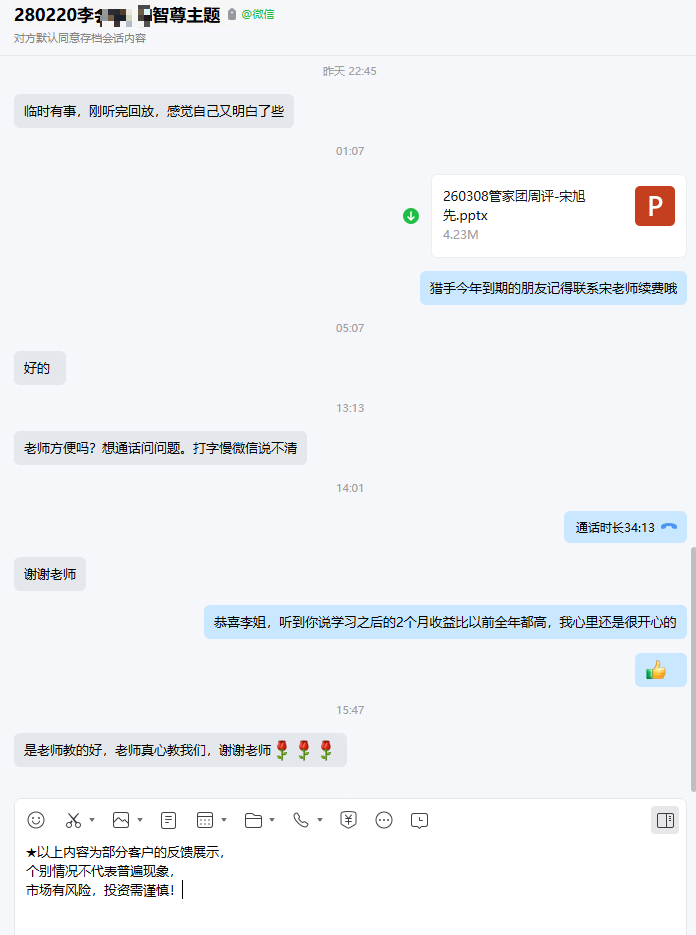 280220李 智尊主题 @微信
对方默认同意存档会话内容
昨天 22:45
临时有事，刚听完回放，感觉自己又明白了些
01:07
260308管家团周评-宋旭
先.pptx
4.23M
P
猎手今年到期的朋友记得联系宋老师续费哦
05:07
好的
13:13
老师方便吗？想通话问问题。打字慢微信说不清
14:01
通话时长34:13
谢谢老师
恭喜李姐，听到你说学习之后的2个月收益比以前全年都高，我心里还是很开心的
15:47
是老师教的好，老师真心教我们，谢谢老师
★以上内容为部分客户的反馈展示，
个别情况不代表普遍现象，
市场有风险，投资需谨慎！